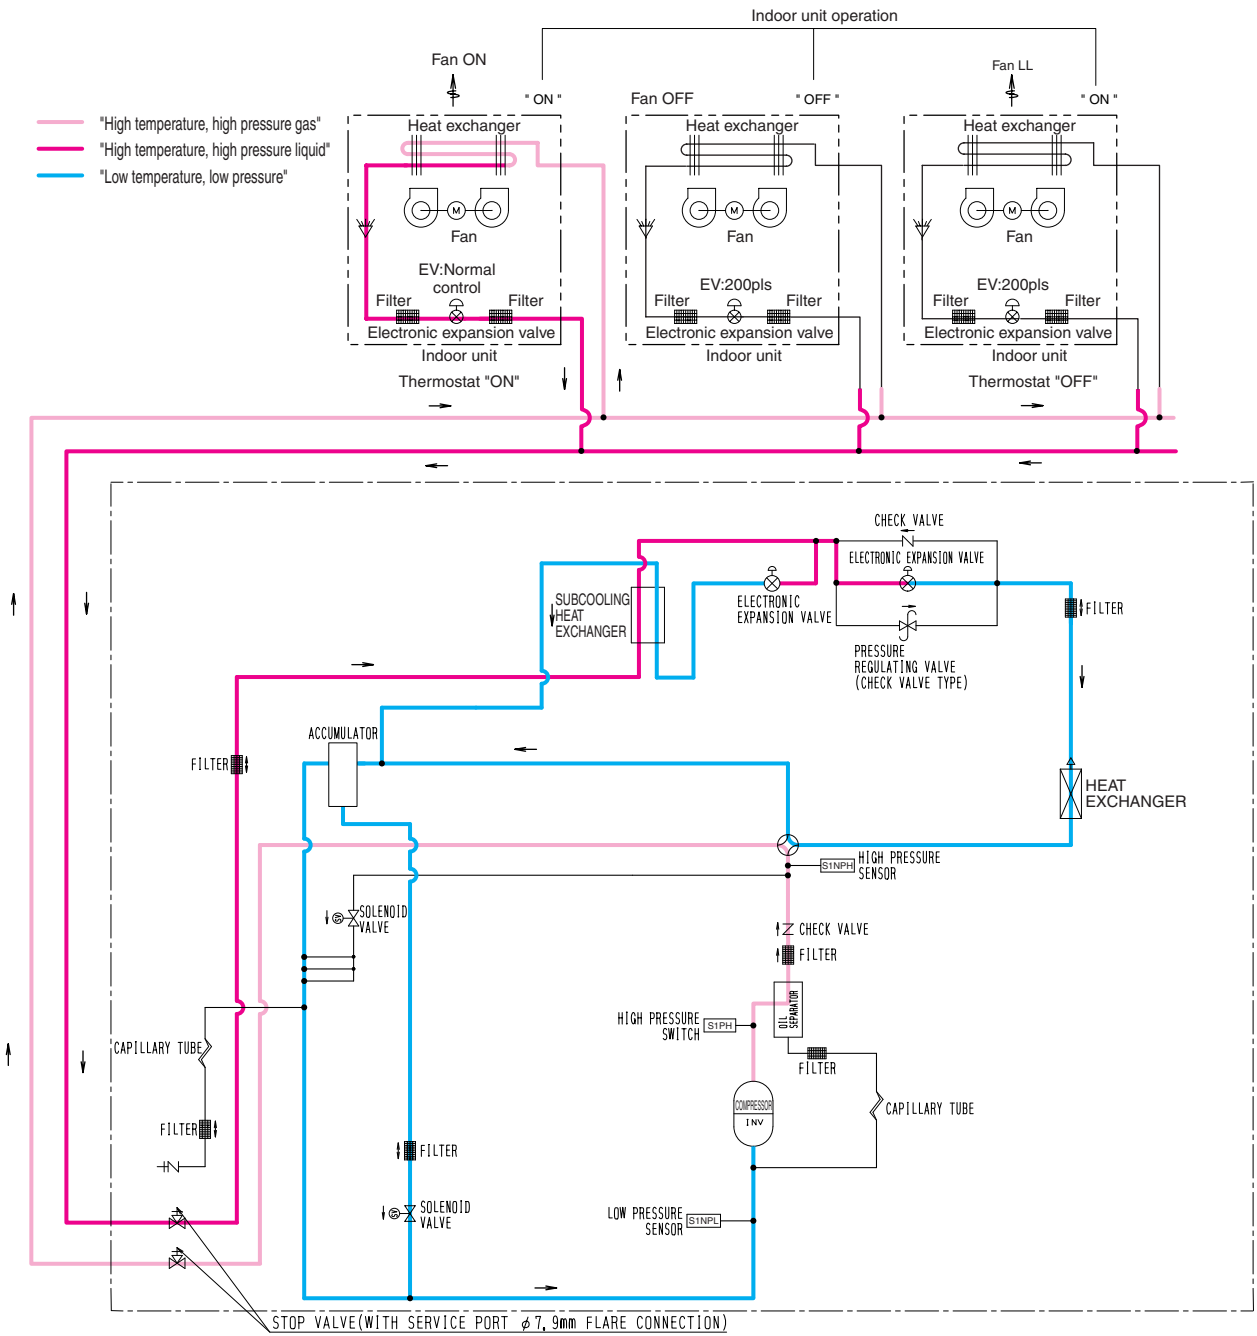 Indoor unit operation
Fan ON
Fan LL
" ON "
Fan OFF
" OFF "
" ON "
"High temperature, high pressure gas"
"High temperature, high pressure liquid"
"Low temperature, low pressure"
Heat exchanger
Heat exchanger
Heat exchanger
M
M
M
Fan
Fan
Fan
EV:Normal
control
EV:200pls
EV:200pls
Filter
Filter
Filter
Filter
Filter
Filter
Electronic expansion valve
Electronic expansion valve
Electronic expansion valve
Indoor unit
Indoor unit
Indoor unit
Thermostat "ON"
Thermostat "OFF"
CHECK VALVE
ELECTRONIC EXPANSION VALVE
SUBCOOLING
HEAT
EXCHANGER
ELECTRONIC
EXPANSION VALVE
FILTER
PRESSURE
REGULATING VALVE
(CHECK VALVE TYPE)
ACCUMULATOR
FILTER
HEAT
EXCHANGER
S1NPH
HIGH PRESSURE
SENSOR
SOLENOID
VALVE
CHECK VALVE
FILTER
OIL
SEPARATOR
HIGH PRESSURE
SWITCH
S1PH
CAPILLARY TUBE
FILTER
COMPRESSOR
INV
CAPILLARY TUBE
FILTER
FILTER
SOLENOID
VALVE
LOW PRESSURE
SENSOR
S1NPL
STOP VALVE(WITH SERVICE PORT φ7,9mm FLARE CONNECTION)